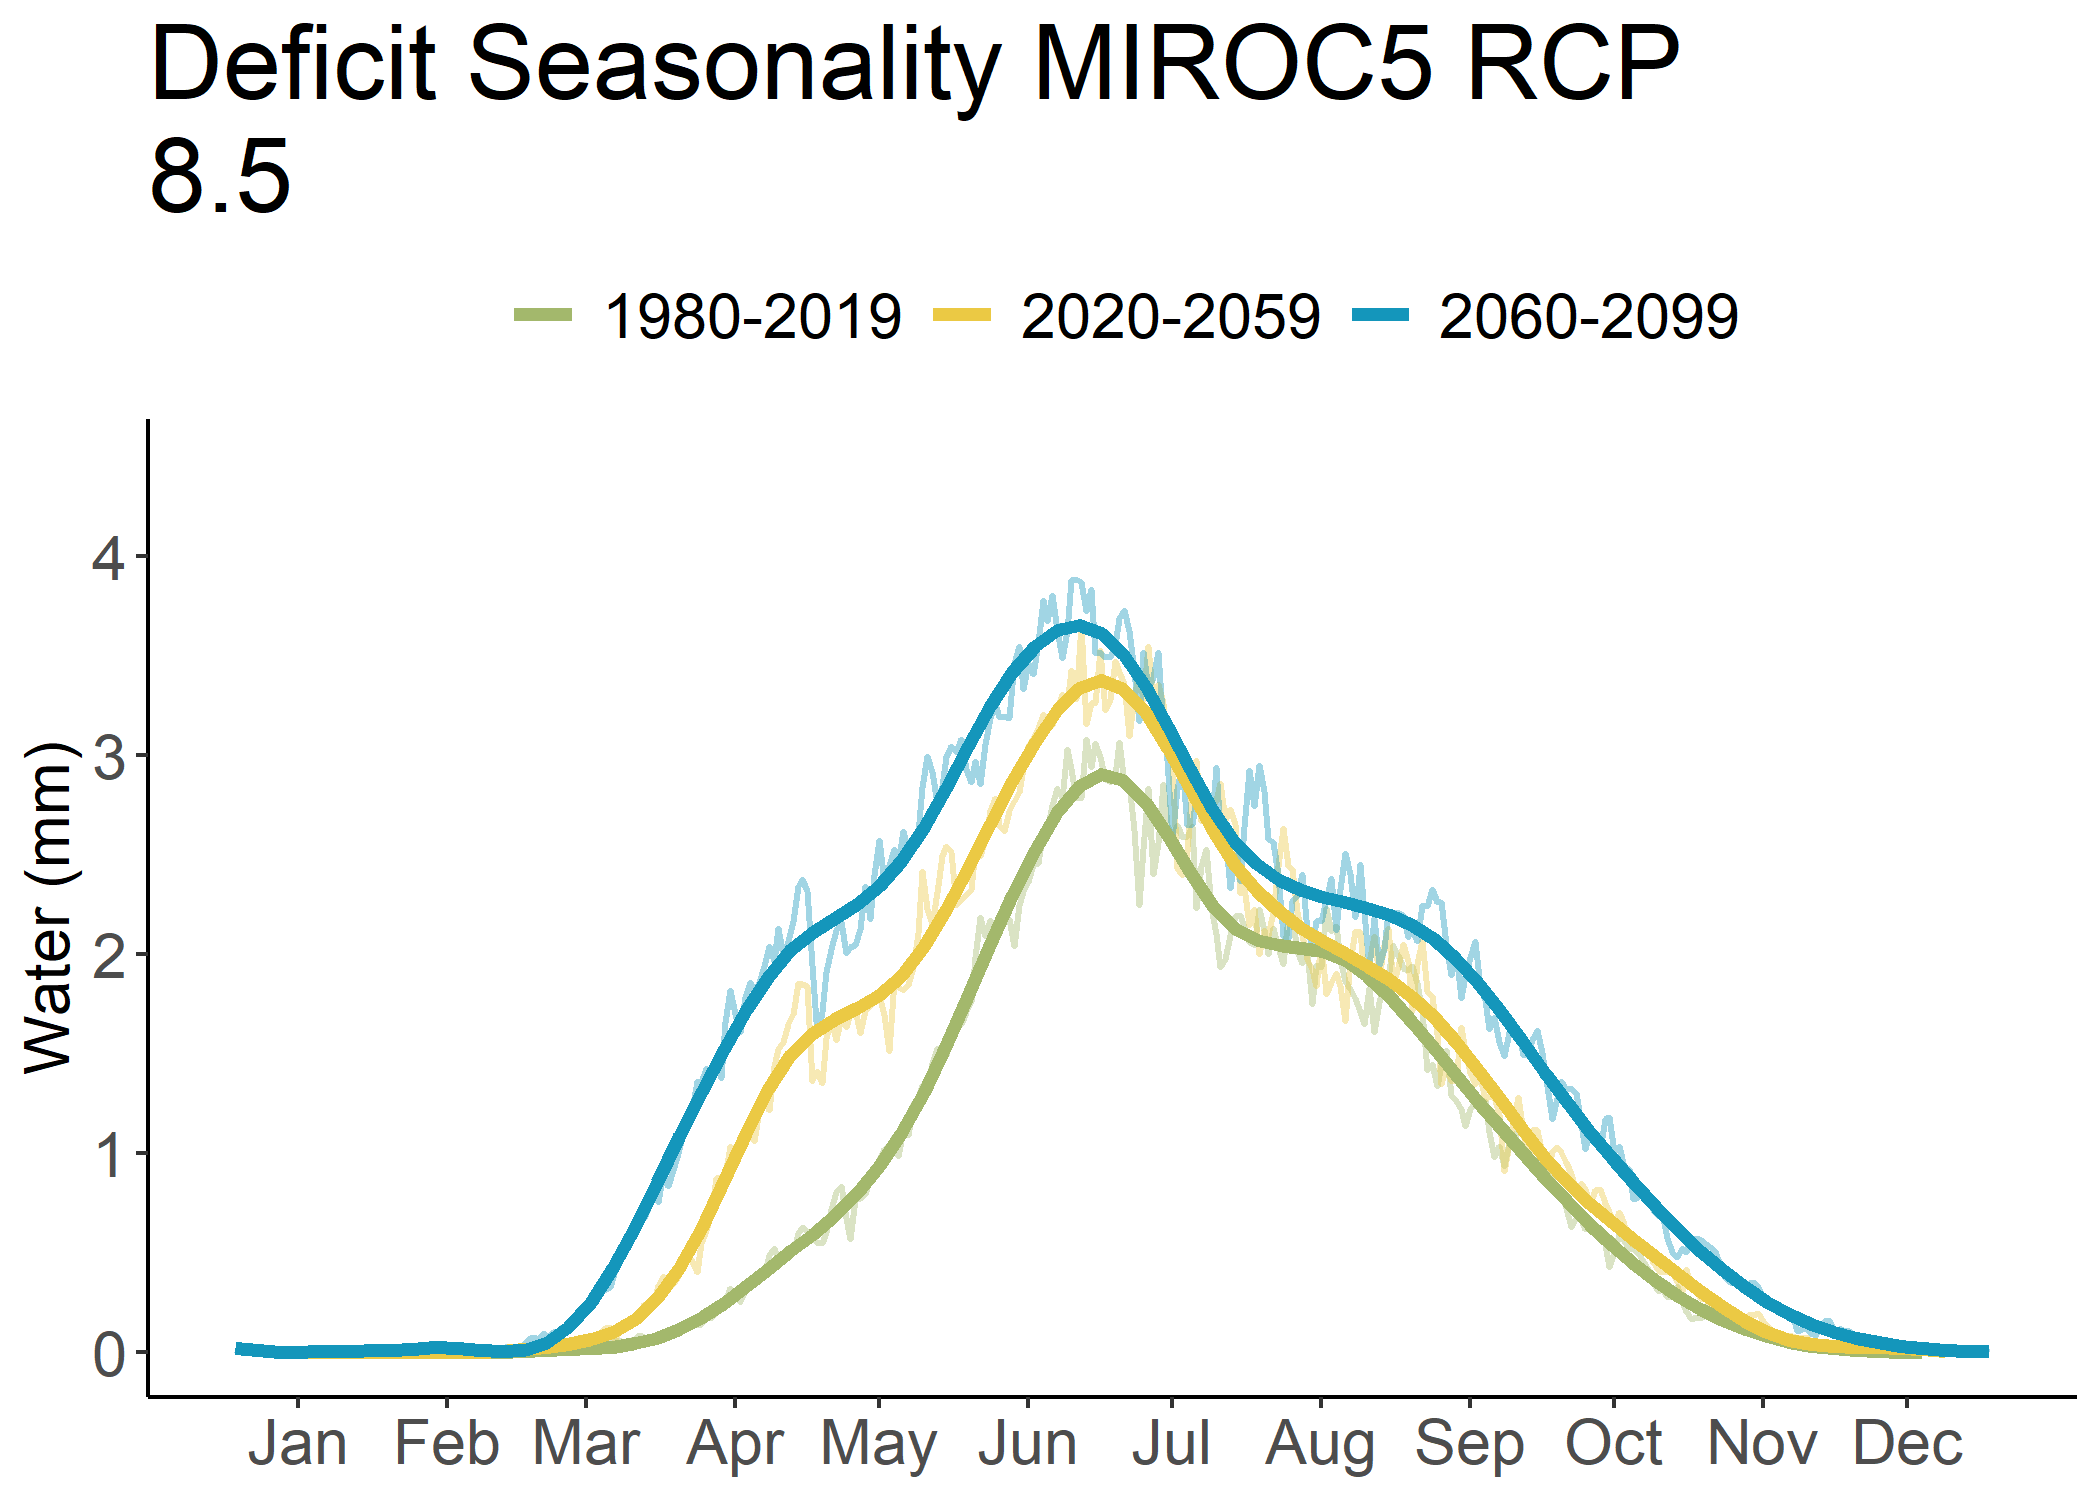 Deficit Seasonality MIROC5 RCP
8.5
1980-2019 2020-2059 2060-2099
Water (mm)
4
3
2
1
0
Jan Feb Mar Apr May Jun Jul Aug Sep Oct Nov Dec